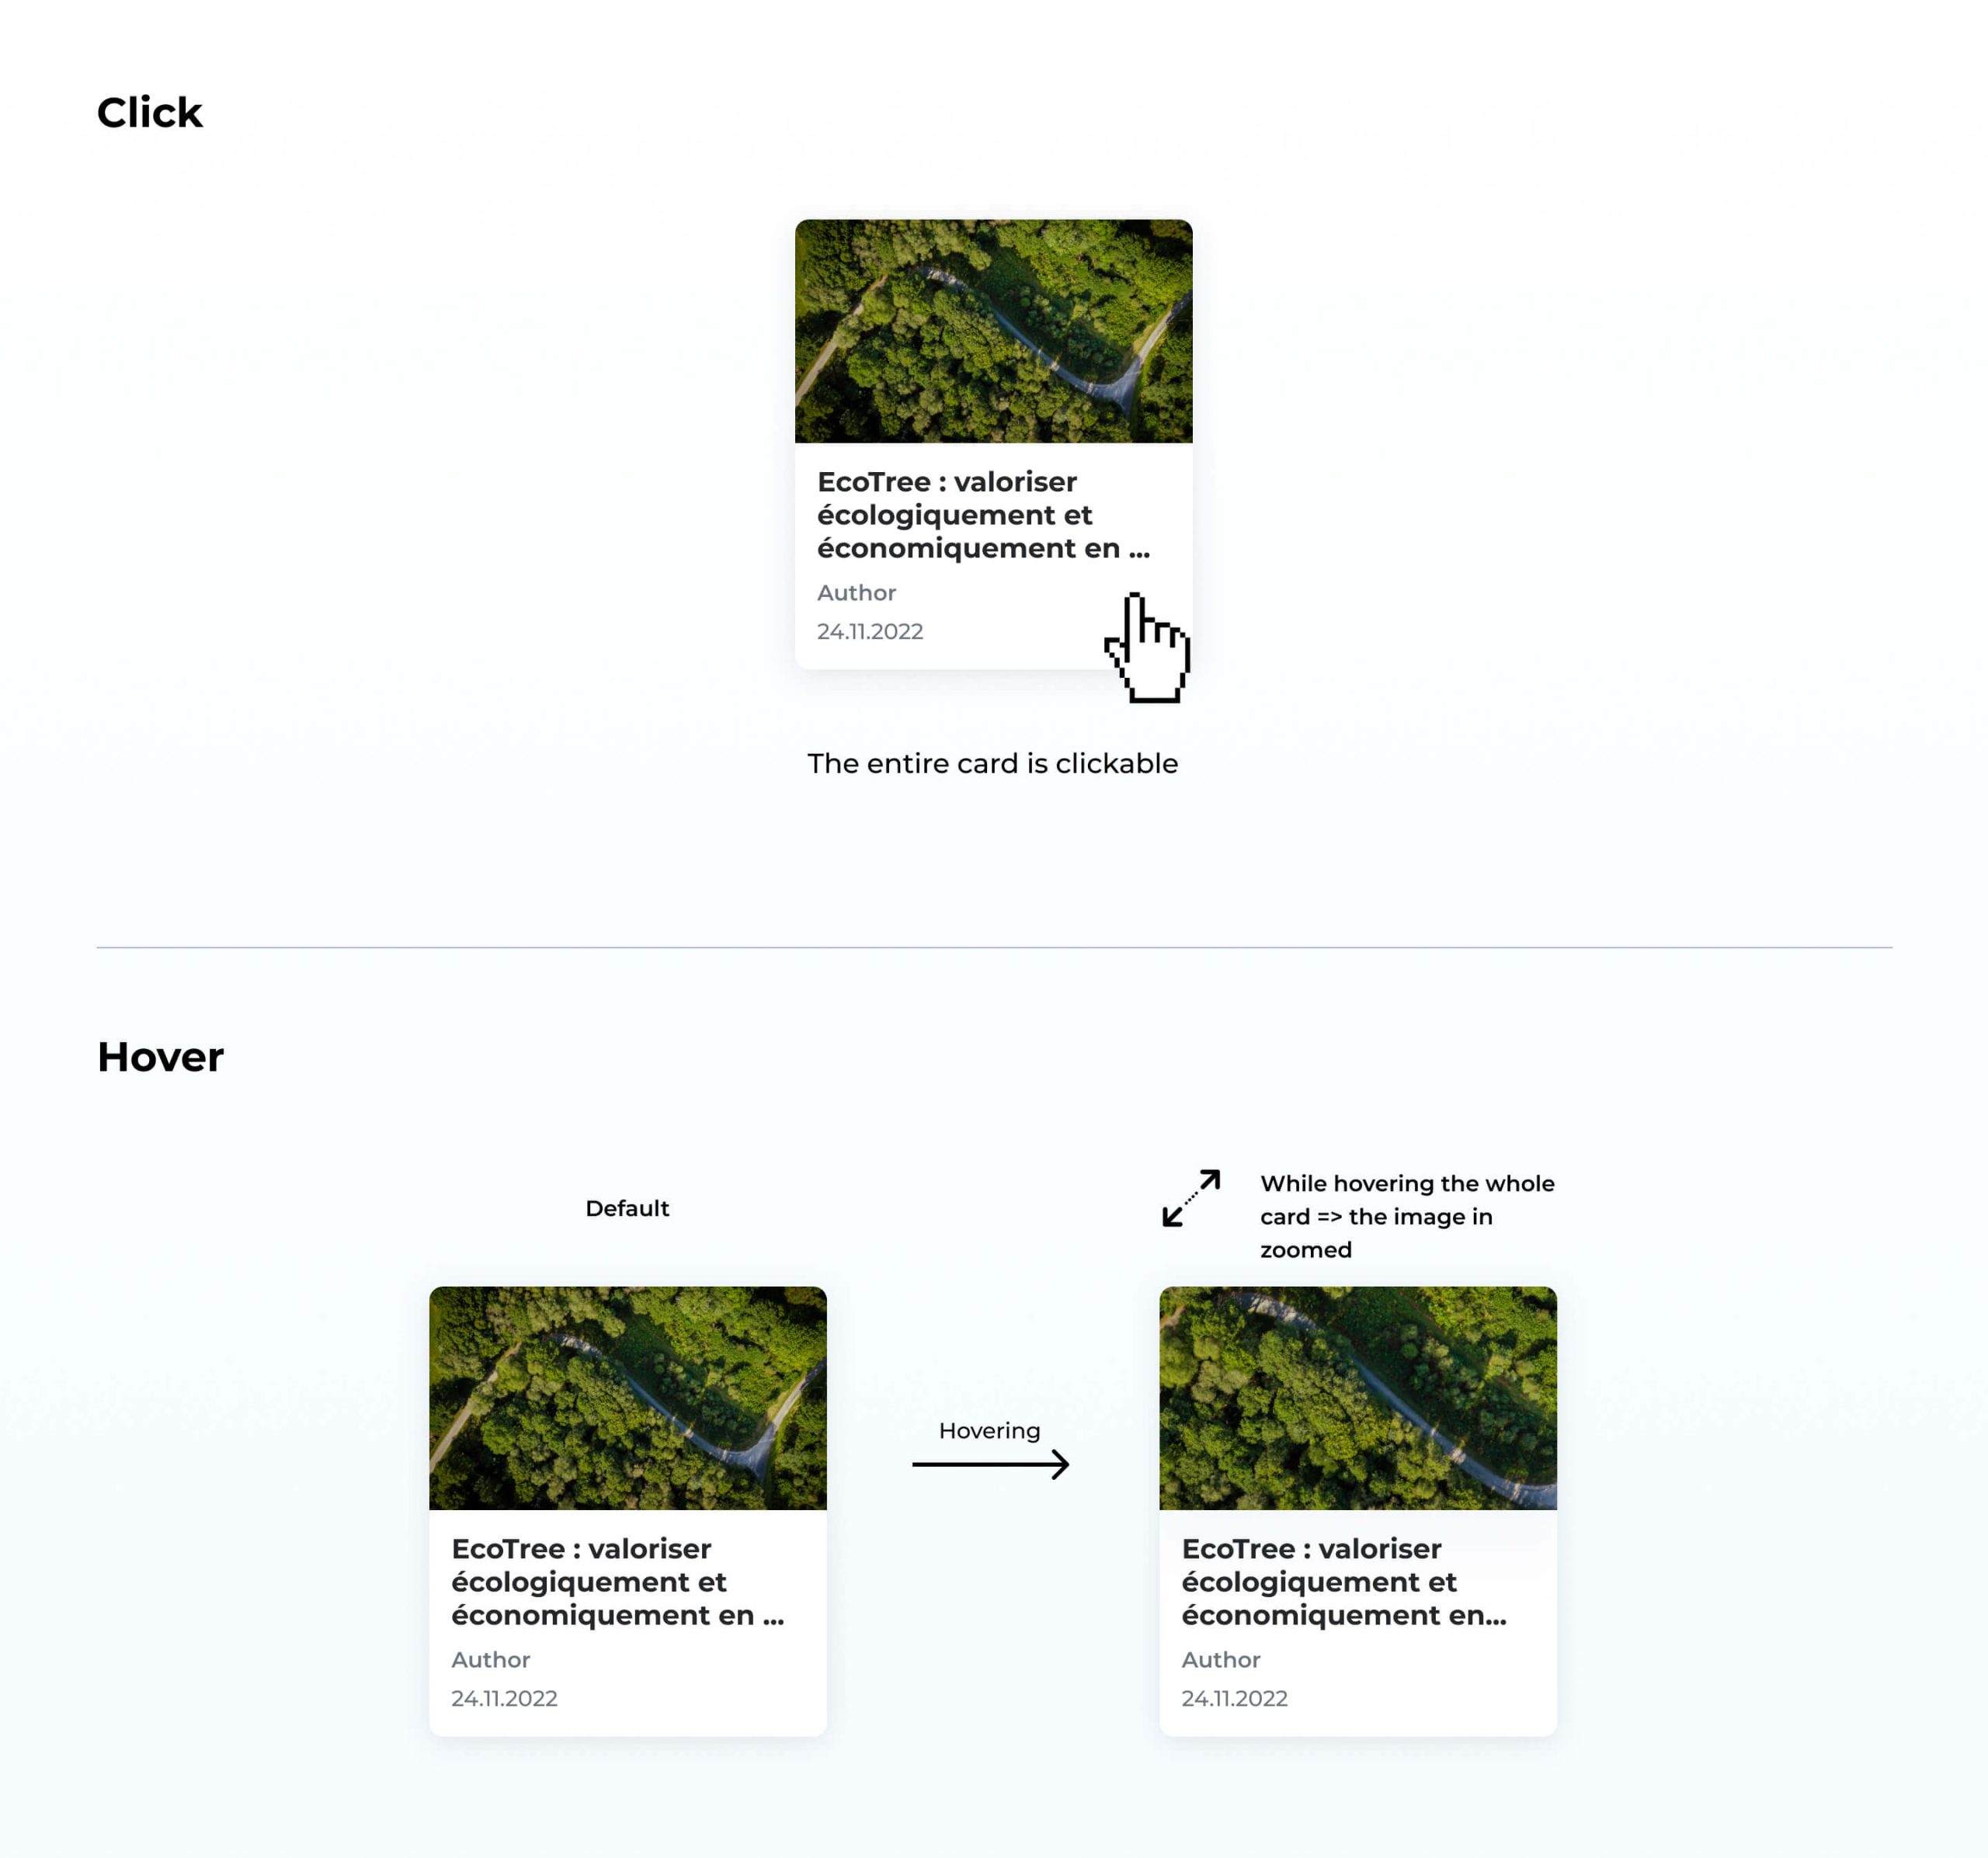 Click
EcoTree : valoriser
écologiquement et
économiquement en ...
Author
24.11.2022
The entire card is clickable
Hover
Default
While hovering the whole
card => the image in
zoomed
Hovering
EcoTree : valoriser
écologiquement et
économiquement en ...
Author
24.11.2022
EcoTree : valoriser
écologiquement et
économiquement en...
Author
24.11.2022